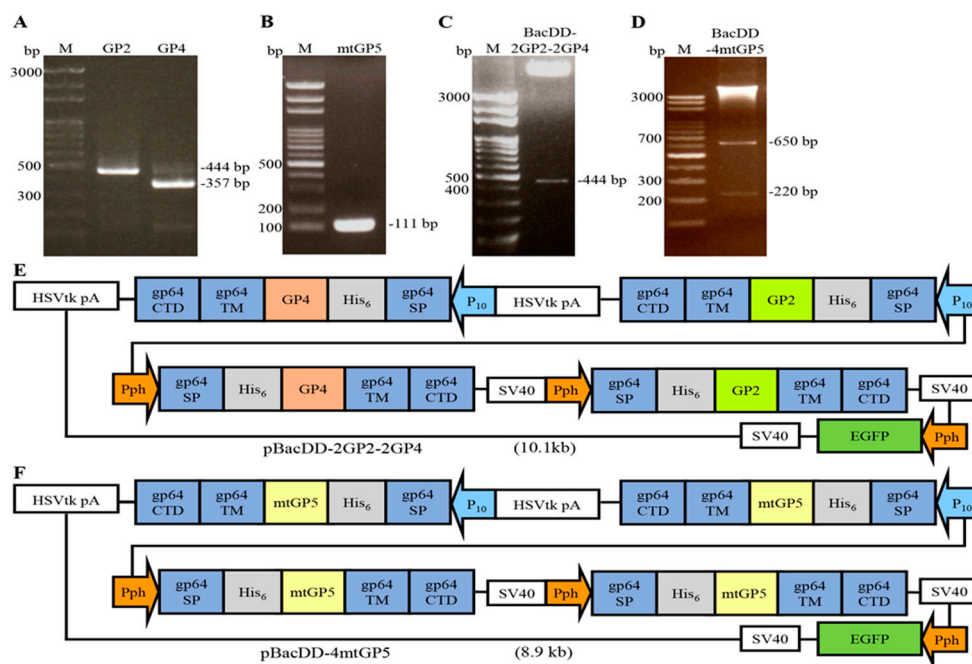 A
bp M GP2 GP4
3000
500
300
-444 bp
-357 bp
B
bp M mtGP5
500
200
100
-111 bp
C
BacDD-
bp M 2GP2-2GP4
3000
500
400
-444 bp
D
BacDD
-4mtGP5
bp M
3000
700
300
200
-650 bp
-220 bp
E
HSVtk pA gp64 CTD gp64 TM GP4 His6 gp64 SP P10 HSVtk pA gp64 CTD gp64 TM GP2 His6 gp64 SP P10
Pph gp64 SP His6 GP4 gp64 TM gp64 CTD SV40 Pph gp64 SP His6 GP2 gp64 TM gp64 CTD SV40
SV40 EGFP Pph
pBacDD-2GP2-2GP4 (10.1kb)
F
HSVtk pA gp64 CTD gp64 TM mtGP5 His6 gp64 SP P10 HSVtk pA gp64 CTD gp64 TM mtGP5 His6 gp64 SP P10
Pph gp64 SP His6 mtGP5 gp64 TM gp64 CTD SV40 Pph gp64 SP His6 mtGP5 gp64 TM gp64 CTD SV40
SV40 EGFP Pph
pBacDD-4mtGP5 (8.9 kb)